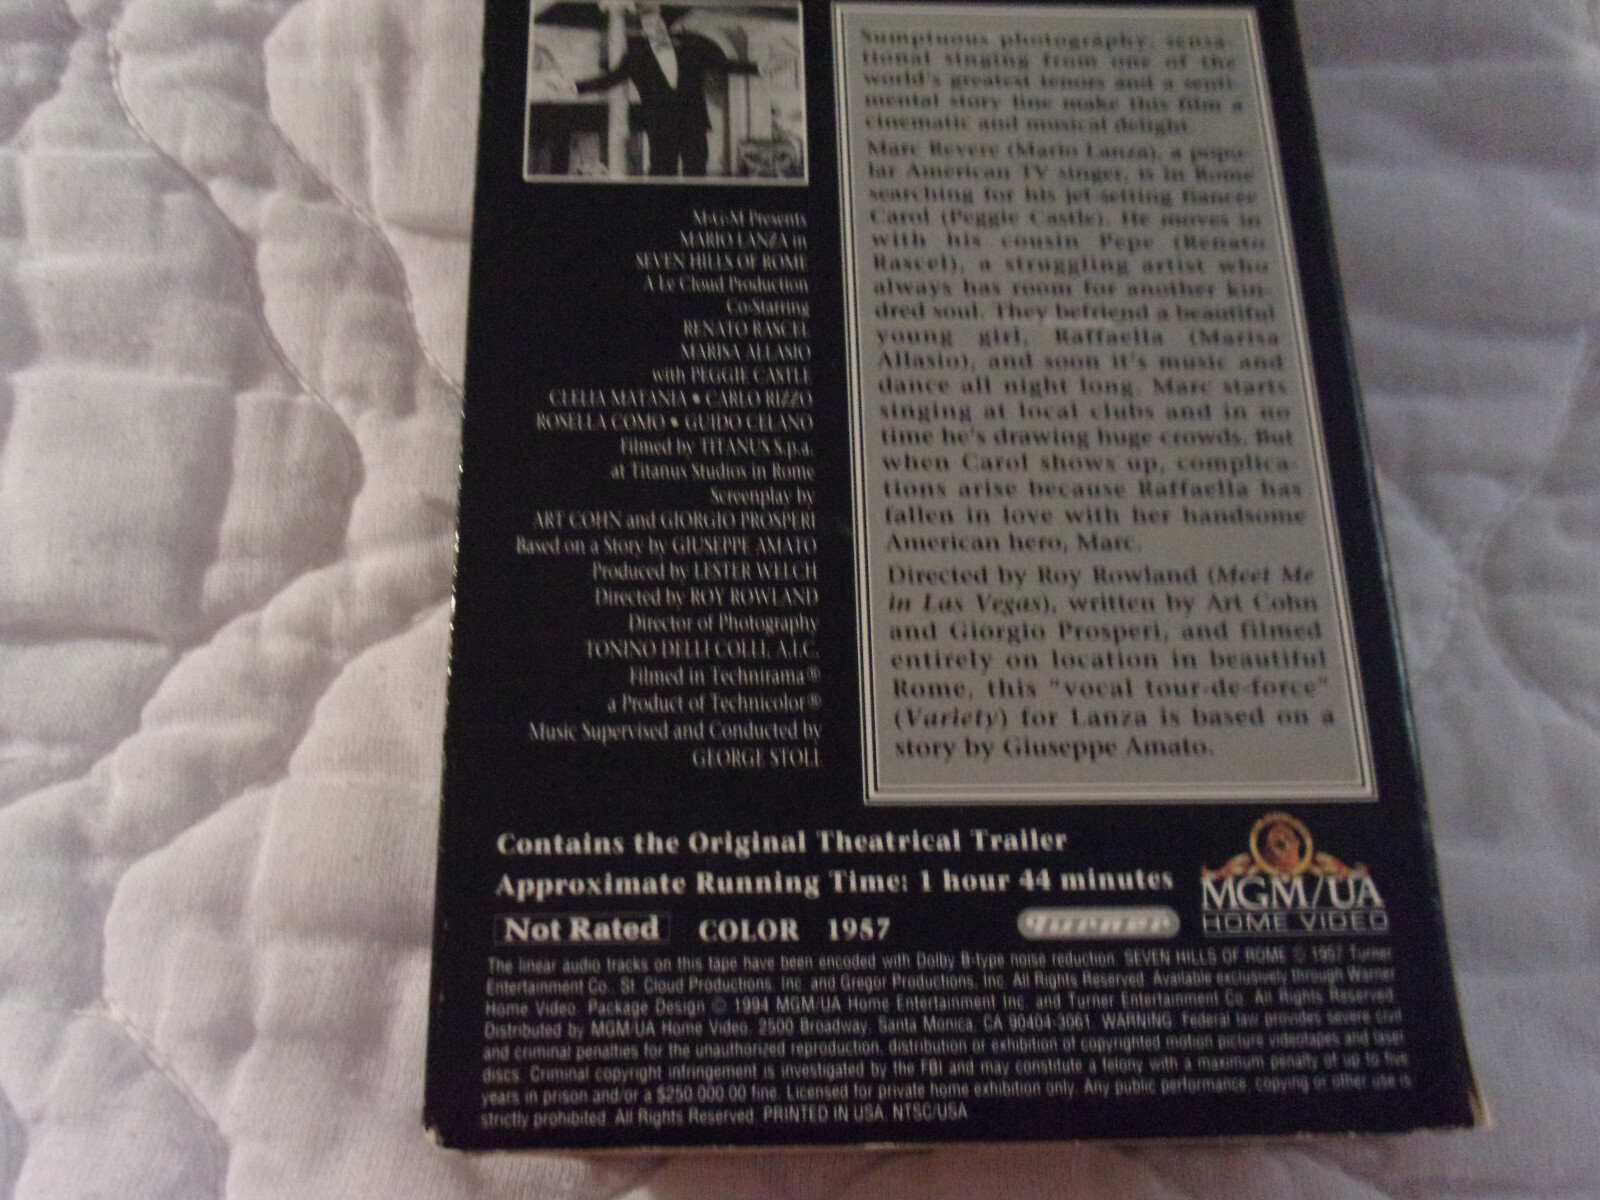 M-G-M Presents
MARIO LANZA in
SEVEN HILLS OF ROME
A Le Cloud Production
Co-Starring
RENATO RASCEL
MARISA ALLASIO
with PEGGIE CASTLE
CLELIA MATANIA • CARLO RIZZO
ROSELLA COMO • GUIDO CELANO
Filmed by TITANUS S.p.a.
at Titanus Studios in Rome
Screenplay by
ART COHN and GIORGIO PROSPERI
Based on a Story by GIUSEPPE AMATO
Produced by LESTER WELCH
Directed by ROY ROWLAND
Director of Photography
TONINO DELLI COLLI, A.I.C.
Filmed in Technirama®
a Product of Technicolor®
Music Supervised and Conducted by
GEORGE STOLL
Sumptuous photography, sensa-
tional singing from one of the
world's greatest tenors and a senti-
mental story line make this film a
cinematic and musical delight.
Marc Revere (Mario Lanza), a popu-
lar American TV singer, is in Rome
searching for his jet-setting fiancée
Carol (Peggie Castle). He moves in
with his cousin Pepe (Renato
Rascel), a struggling artist who
always has room for another kin-
dred soul. They befriend a beautiful
young girl, Raffaella (Marisa
Allasio), and soon it's music and
dance all night long. Marc starts
singing at local clubs and in no
time he's drawing huge crowds. But
when Carol shows up, complica-
tions arise because Raffaella has
fallen in love with her handsome
American hero, Marc.
Directed by Roy Rowland (Meet Me
in Las Vegas), written by Art Cohn
and Giorgio Prosperi, and filmed
entirely on location in beautiful
Rome, this "vocal tour-de-force"
(Variety) for Lanza is based on a
story by Giuseppe Amato.
Contains the Original Theatrical Trailer
Approximate Running Time: 1 hour 44 minutes
Not Rated COLOR 1957
Turner
MGM/UA
HOME VIDEO
The linear audio tracks on this tape have been encoded with Dolby B-type noise reduction. SEVEN HILLS OF ROME © 1957 Turner
Entertainment Co., St. Cloud Productions, Inc. and Gregor Productions, Inc. All Rights Reserved. Available exclusively through Warner
Home Video. Package Design © 1994 MGM/UA Home Entertainment Inc. and Turner Entertainment Co. All Rights Reserved.
Distributed by MGM/UA Home Video, 2500 Broadway, Santa Monica, CA 90404-3061. WARNING: Federal law provides severe civil
and criminal penalties for the unauthorized reproduction, distribution or exhibition of copyrighted motion picture videotapes and laser
discs. Criminal copyright infringement is investigated by the FBI and may constitute a felony with a maximum penalty of up to five
years in prison and/or a $250,000.00 fine. Licensed for private home exhibition only. Any public performance, copying or other use is
strictly prohibited. All Rights Reserved. PRINTED IN USA. NTSC/USA